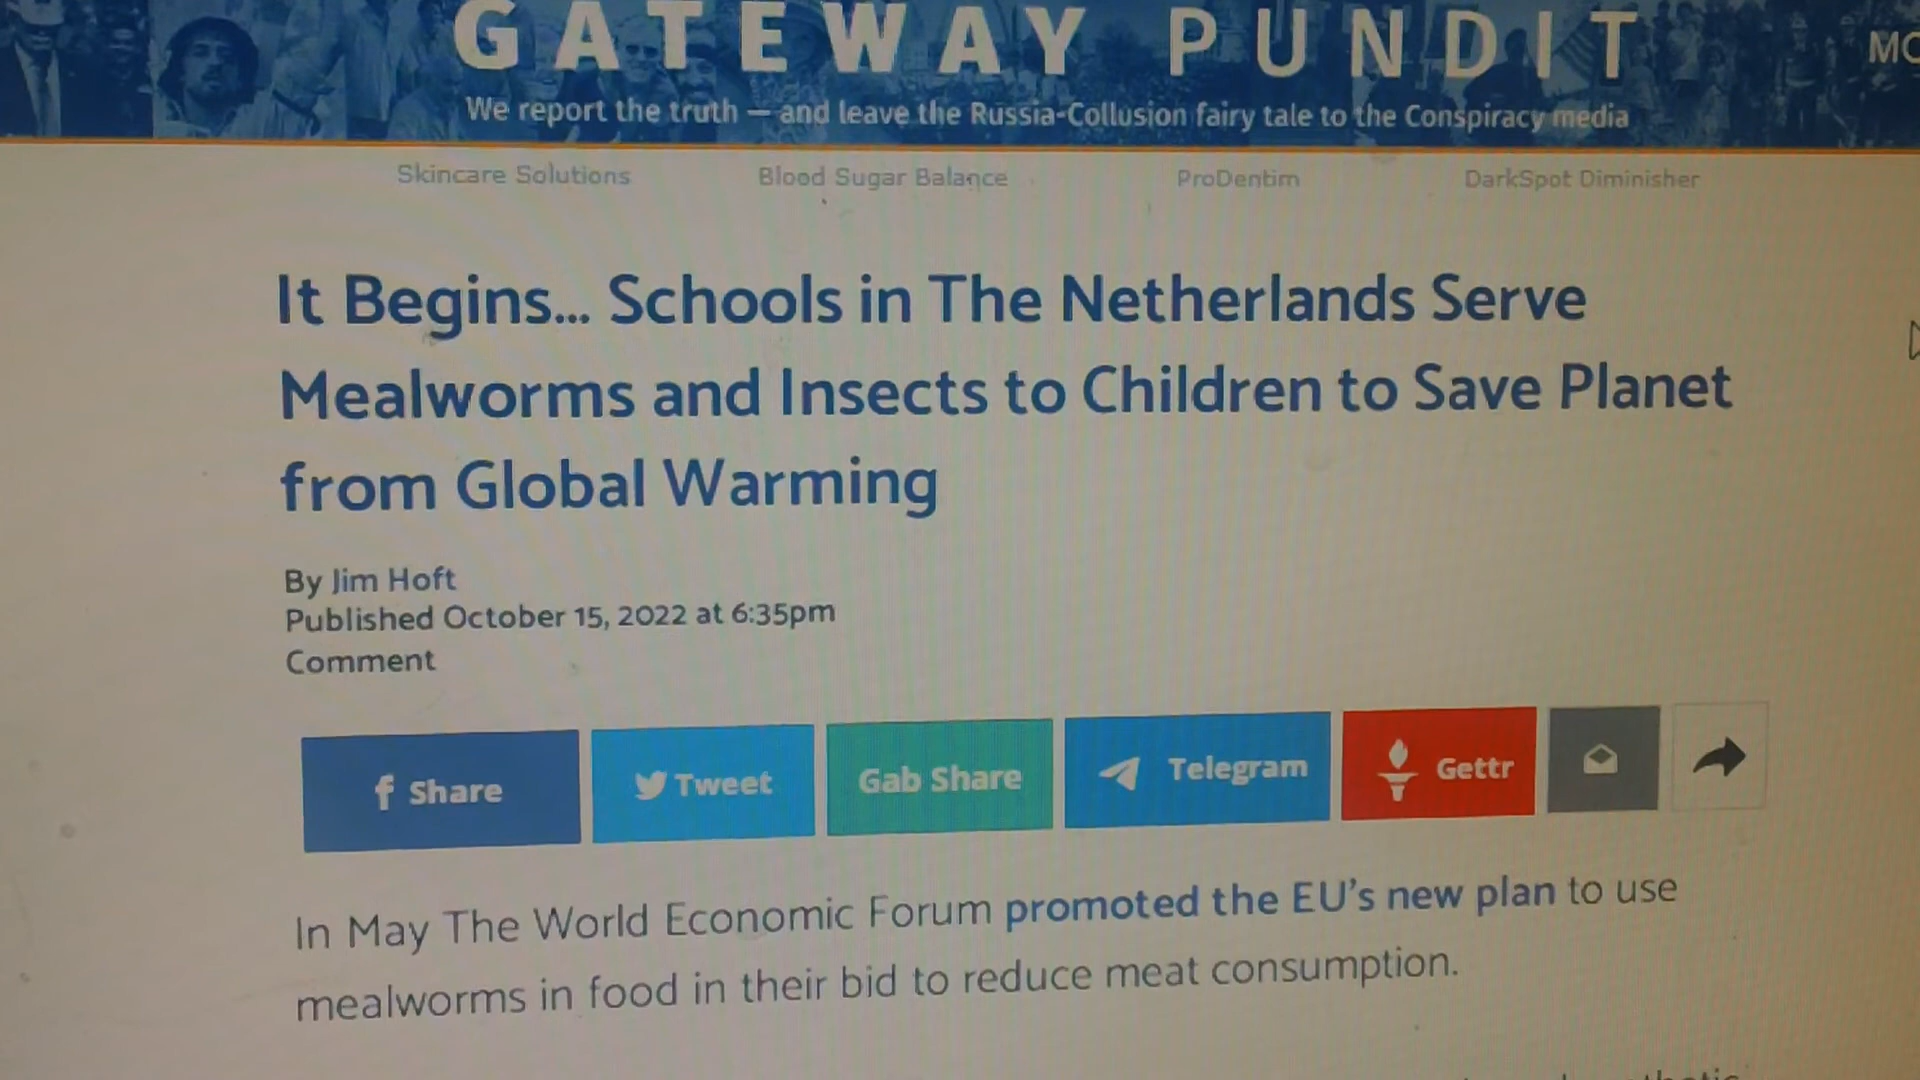 GATEWAY PUNDIT
We report the truth — and leave the Russia-Collusion fairy tale to the Conspiracy media
Skincare Solutions Blood Sugar Balance ProDentim DarkSpot Diminisher
It Begins... Schools in The Netherlands Serve
Mealworms and Insects to Children to Save Planet
from Global Warming
By Jim Hoft
Published October 15, 2022 at 6:35pm
Comment
Share Tweet Gab Share Telegram Gettr
In May The World Economic Forum promoted the EU's new plan to use
mealworms in food in their bid to reduce meat consumption.